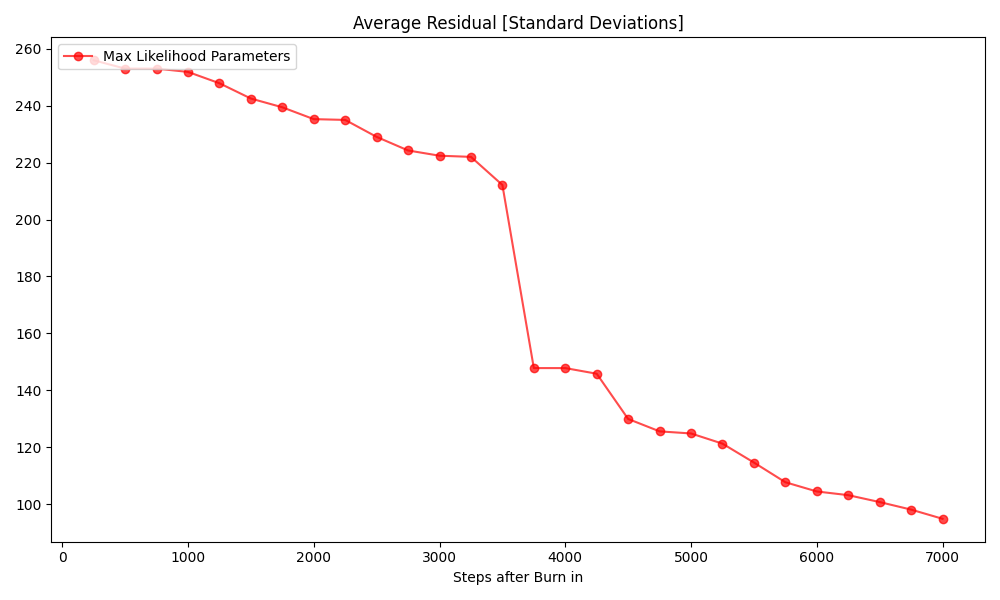 Average Residual [Standard Deviations]
Max Likelihood Parameters
260
240
220
200
180
160
140
120
100
0 1000 2000 3000 4000 5000 6000 7000
Steps after Burn in